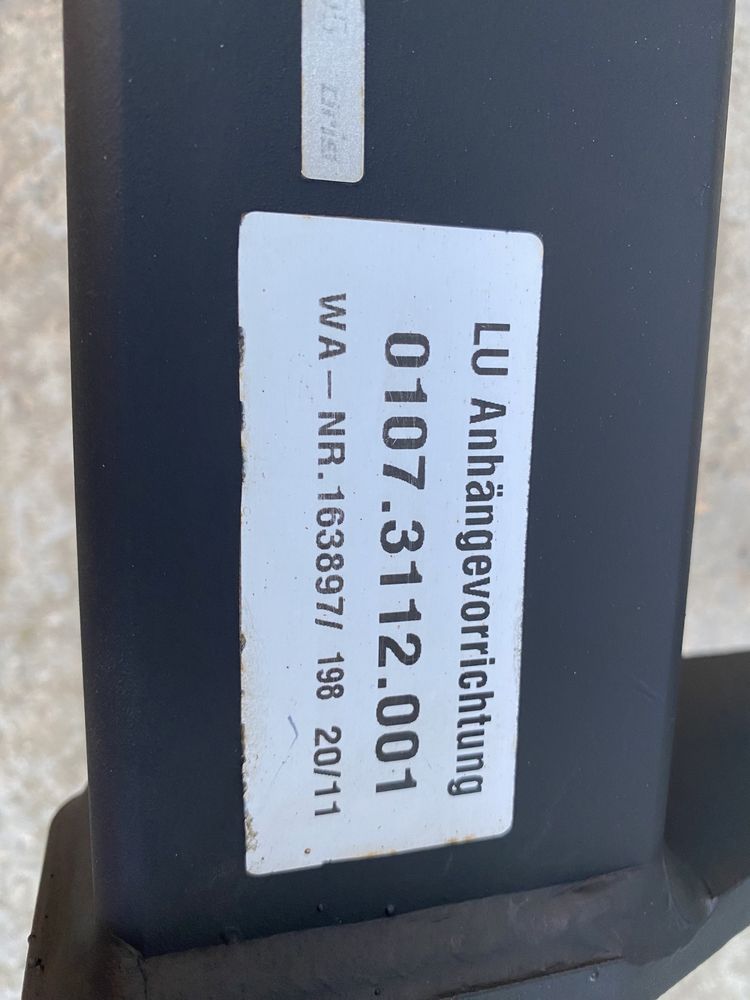 LU Anhängevorrichtung
0107.3112.001
WA-NR.163897/ 198 20/11